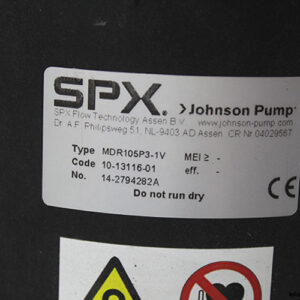 SPX. >Johnson Pump®
SPX Flow Technology Assen B.V. www.johnson-pump.com
Dr. A.F. Philipsweg 51, NL-9403 AD Assen CR Nr 04029567
Type MDR105P3-1V MEI ≥ -
Code 10-13116-01 eff. -
No. 14-2794282A
Do not run dry